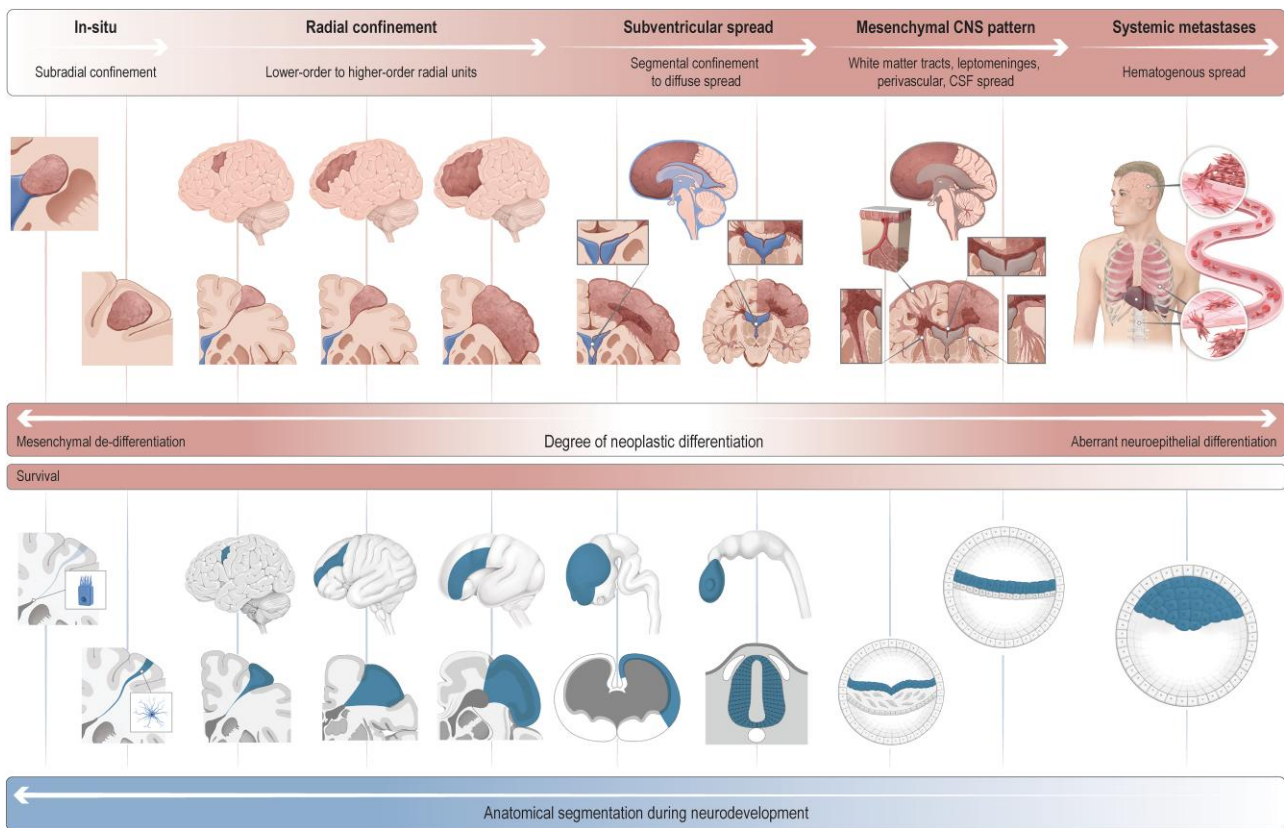 In-situ
Radial confinement
Subventricular spread
Mesenchymal CNS pattern
Systemic metastases
Subradial confinement
Lower-order to higher-order radial units
Segmental confinement
to diffuse spread
White matter tracts, leptomeninges,
perivascular, CSF spread
Hematogenous spread
Mesenchymal de-differentiation
Degree of neoplastic differentiation
Aberrant neuroepithelial differentiation
Survival
Anatomical segmentation during neurodevelopment